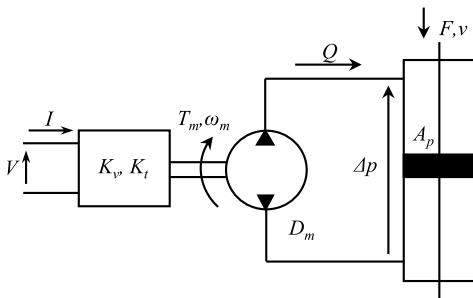 F,v
Q
I
T_m,ω_m
A_p
V
K_v, K_t
Δp
D_m